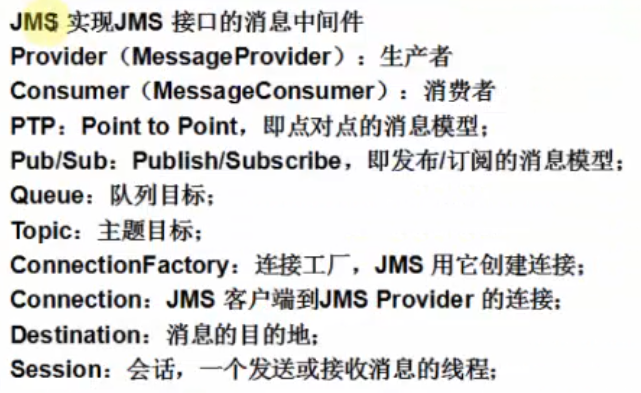 JMS 实现JMS 接口的消息中间件
Provider（MessageProvider）：生产者
Consumer（MessageConsumer）：消费者
PTP：Point to Point，即点对点的消息模型；
Pub/Sub：Publish/Subscribe，即发布/订阅的消息模型；
Queue：队列目标；
Topic：主题目标；
ConnectionFactory：连接工厂，JMS 用它创建连接；
Connection：JMS 客户端到JMS Provider 的连接；
Destination：消息的目的地；
Session：会话，一个发送或接收消息的线程；